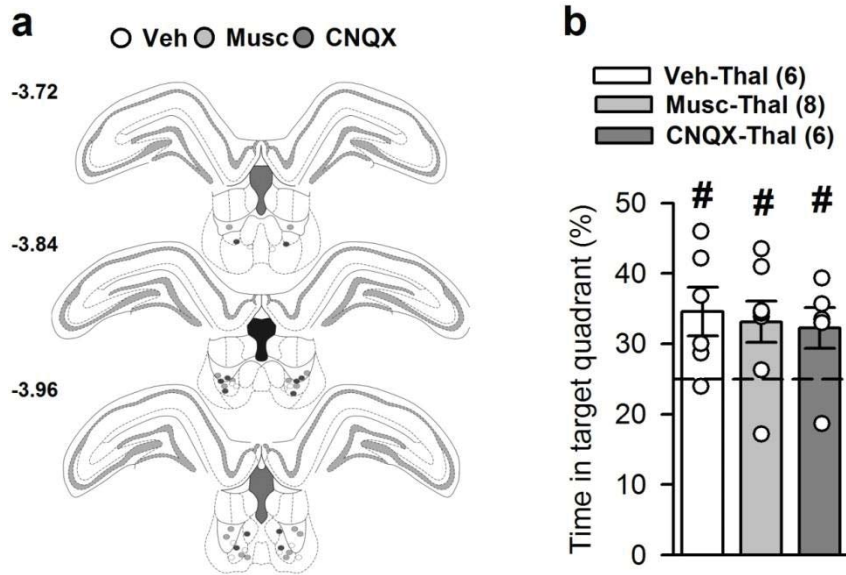 a
Veh Musc CNQX
-3.72
-3.84
-3.96
b
Veh-Thal (6)
Musc-Thal (8)
CNQX-Thal (6)
# # #
Time in target quadrant (%)
50
40
30
20
10
0